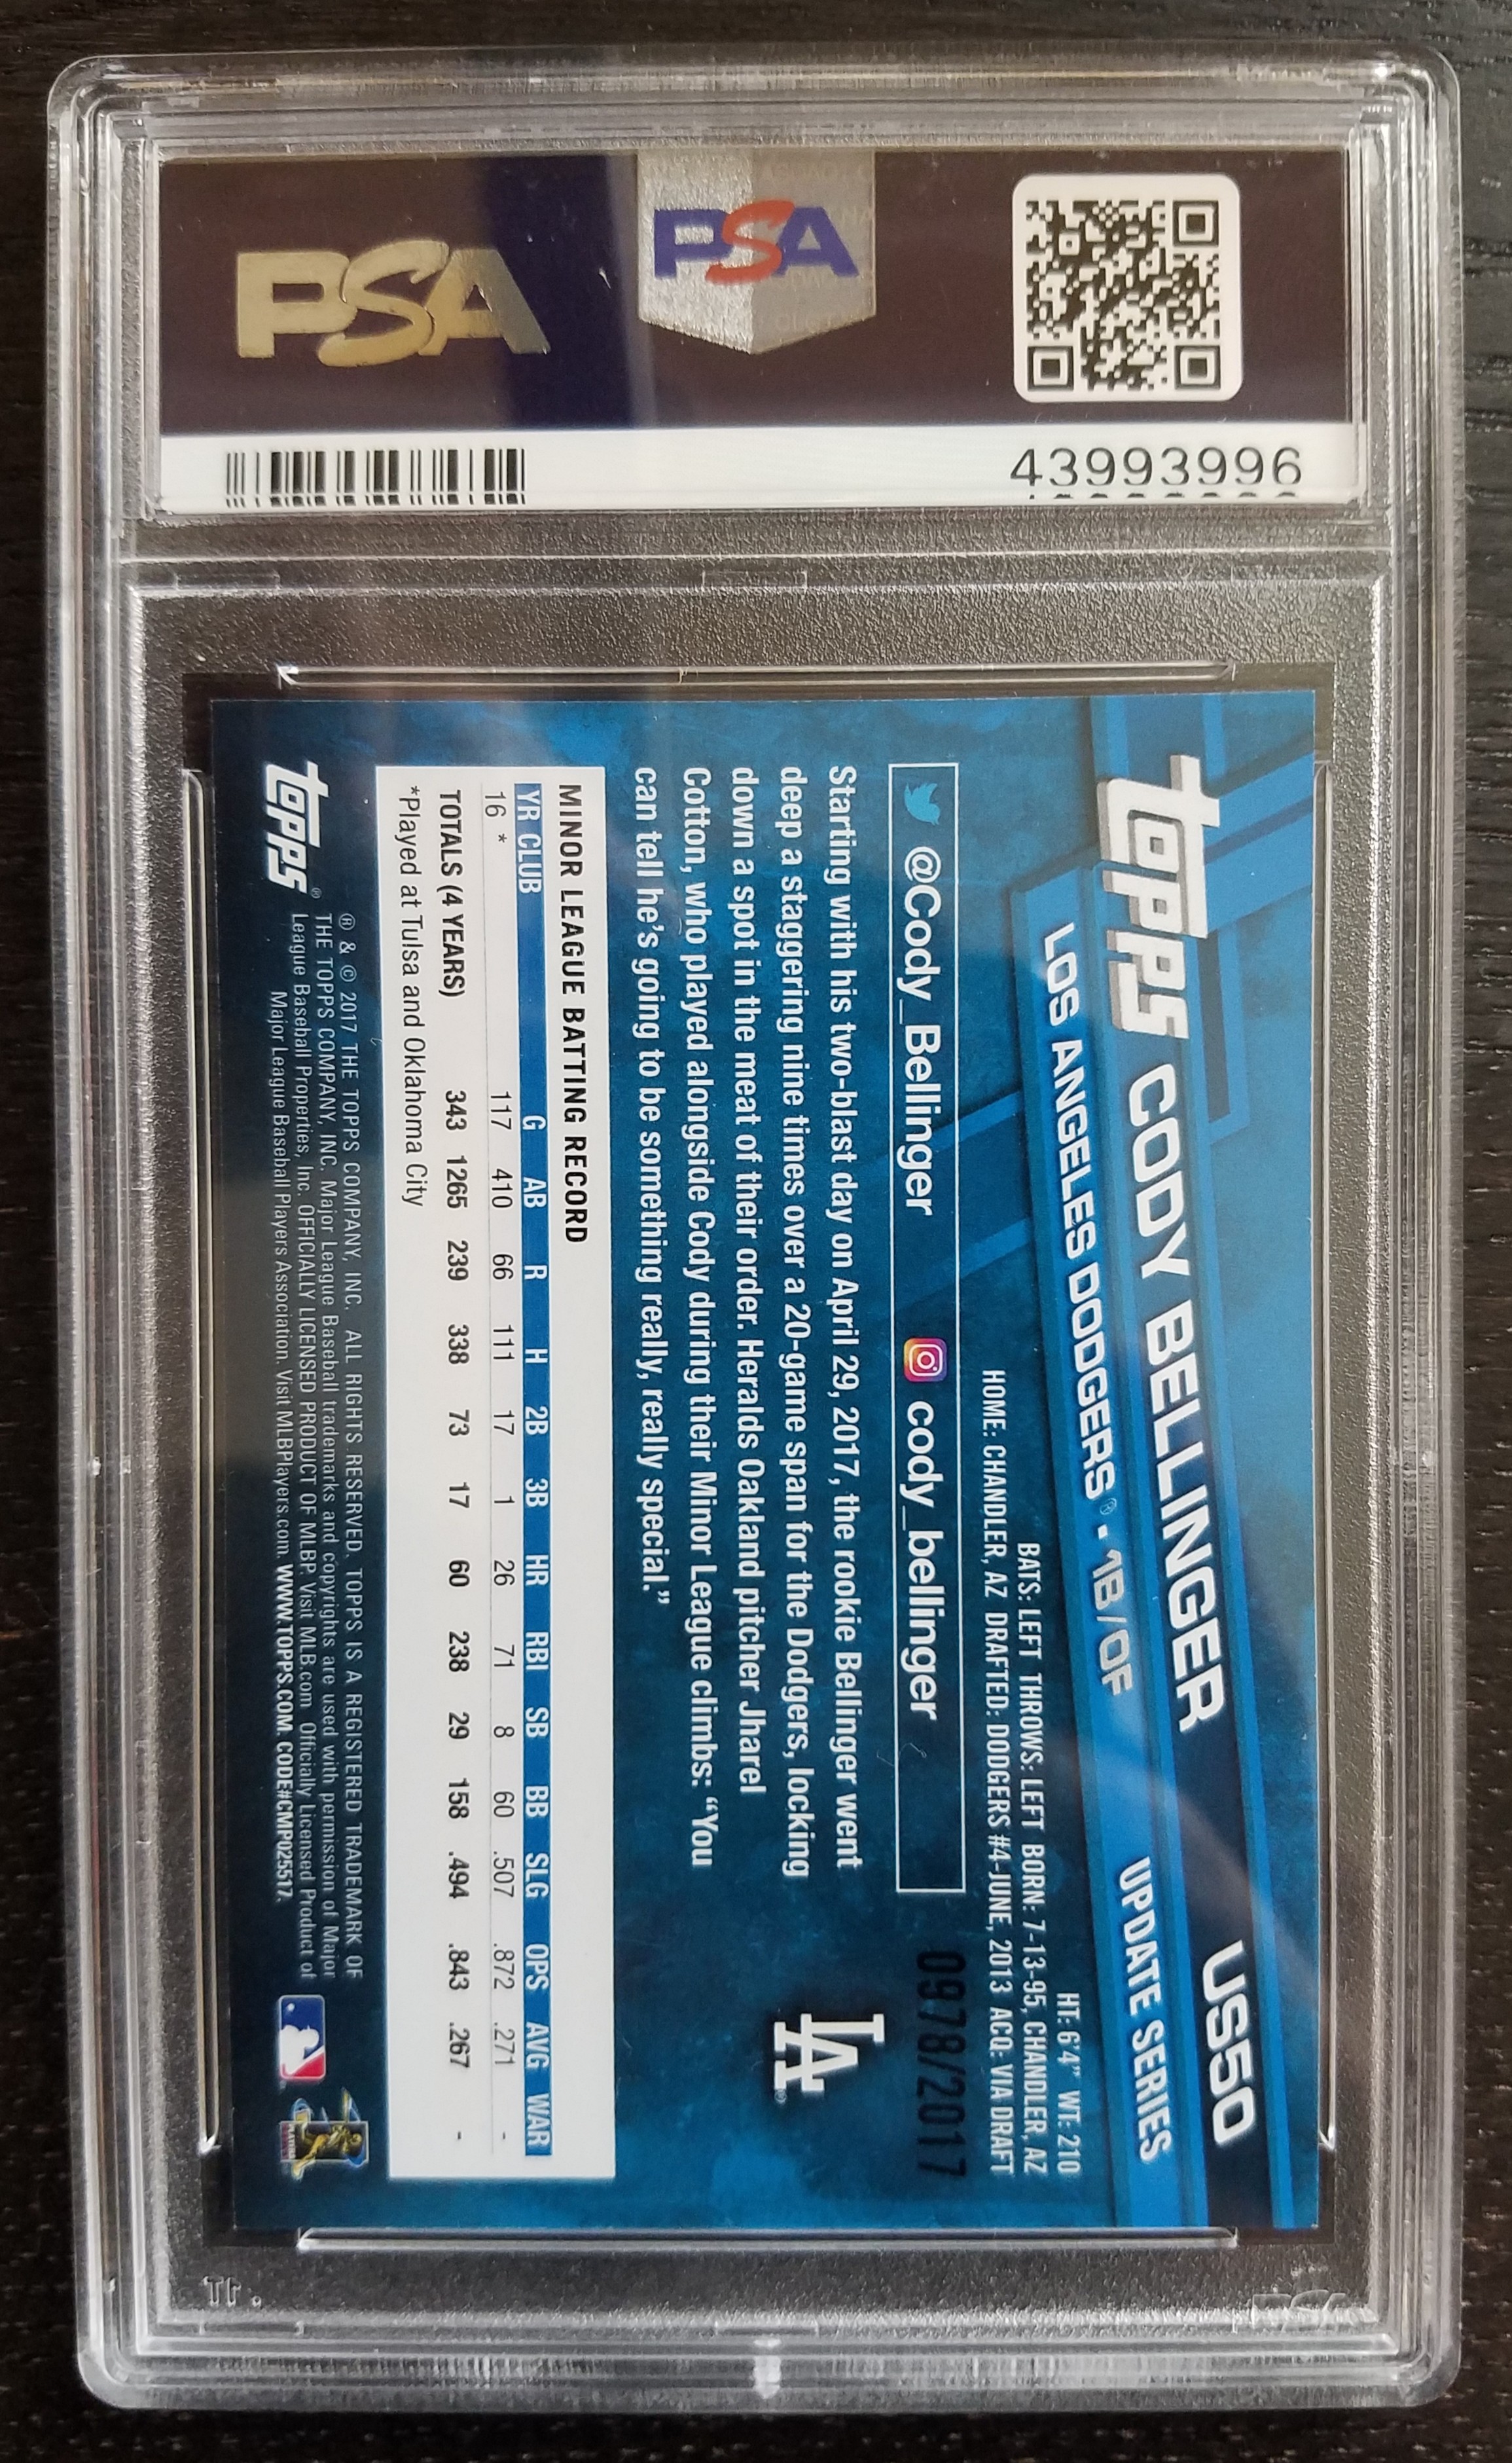 PSA
PSA
43993996
topps CODY BELLINGER US50
LOS ANGELES DODGERS® • 1B / OF UPDATE SERIES
HT: 6'4" WT: 210
BATS: LEFT THROWS: LEFT BORN: 7-13-95, CHANDLER, AZ
HOME: CHANDLER, AZ DRAFTED: DODGERS #4-JUNE, 2013 ACQ: VIA DRAFT
@Cody_Bellinger cody_bellinger
0978/2017
Starting with his two-blast day on April 29, 2017, the rookie Bellinger went
deep a staggering nine times over a 20-game span for the Dodgers, locking
down a spot in the meat of their order. Heralds Oakland pitcher Jharel
Cotton, who played alongside Cody during their Minor League climbs: “You
can tell he’s going to be something really, really special.”
LA
MINOR LEAGUE BATTING RECORD
YR CLUB G AB R H 2B 3B HR RBI SB BB SLG OPS AVG WAR
16 * 117 410 66 111 17 1 26 71 8 60 .507 .872 .271 -
TOTALS (4 YEARS) 343 1265 239 338 73 17 60 238 29 158 .494 .843 .267 -
*Played at Tulsa and Oklahoma City
topps®
® & © 2017 THE TOPPS COMPANY, INC. ALL RIGHTS RESERVED. TOPPS IS A REGISTERED TRADEMARK OF
THE TOPPS COMPANY, INC. Major League Baseball trademarks and copyrights are used with permission of Major
League Baseball Properties, Inc. OFFICIALLY LICENSED PRODUCT OF MLBP. Visit MLB.com Officially Licensed Product of
Major League Baseball Players Association. Visit MLBPlayers.com. WWW.TOPPS.COM. CODE#CMP025517.
PSA